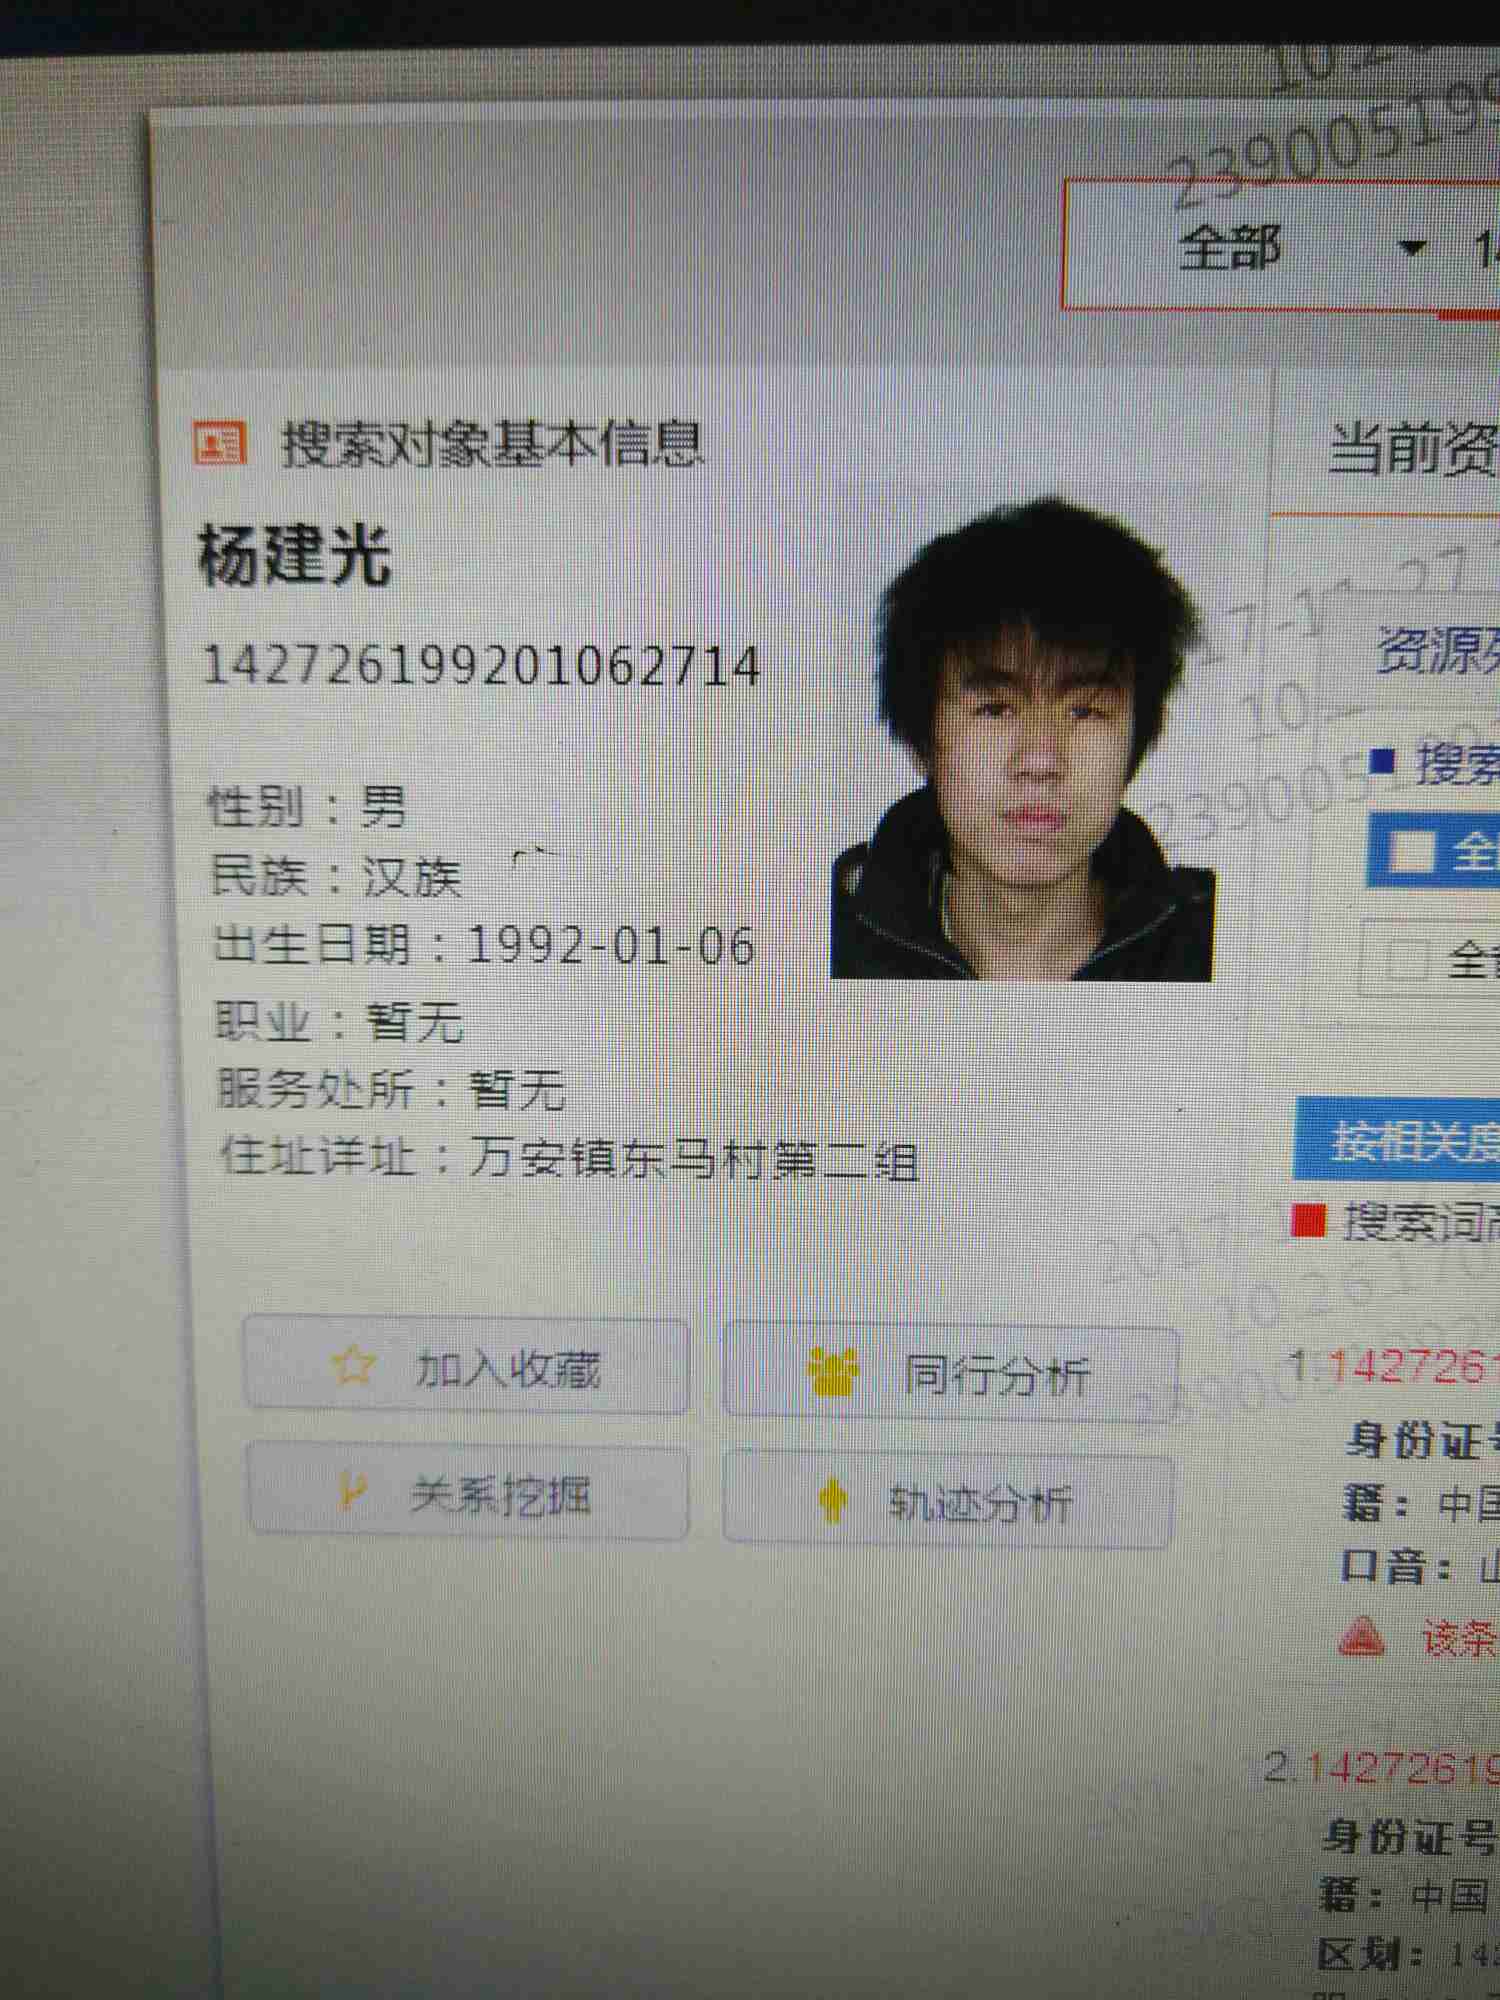 全部
搜索对象基本信息
当前资
杨建光
142726199201062714
性别：男
民族：汉族
出生日期：1992-01-06
职业：暂无
服务处所：暂无
住址详址：万安镇东马村第二组
加入收藏
同行分析
关系挖掘
轨迹分析
239005199
资源
搜索
全
全
按相关度
搜索词
1.1427261
身份证号
籍：中国
口音：
该条
2.14272619
身份证号
籍：中国
区划：14